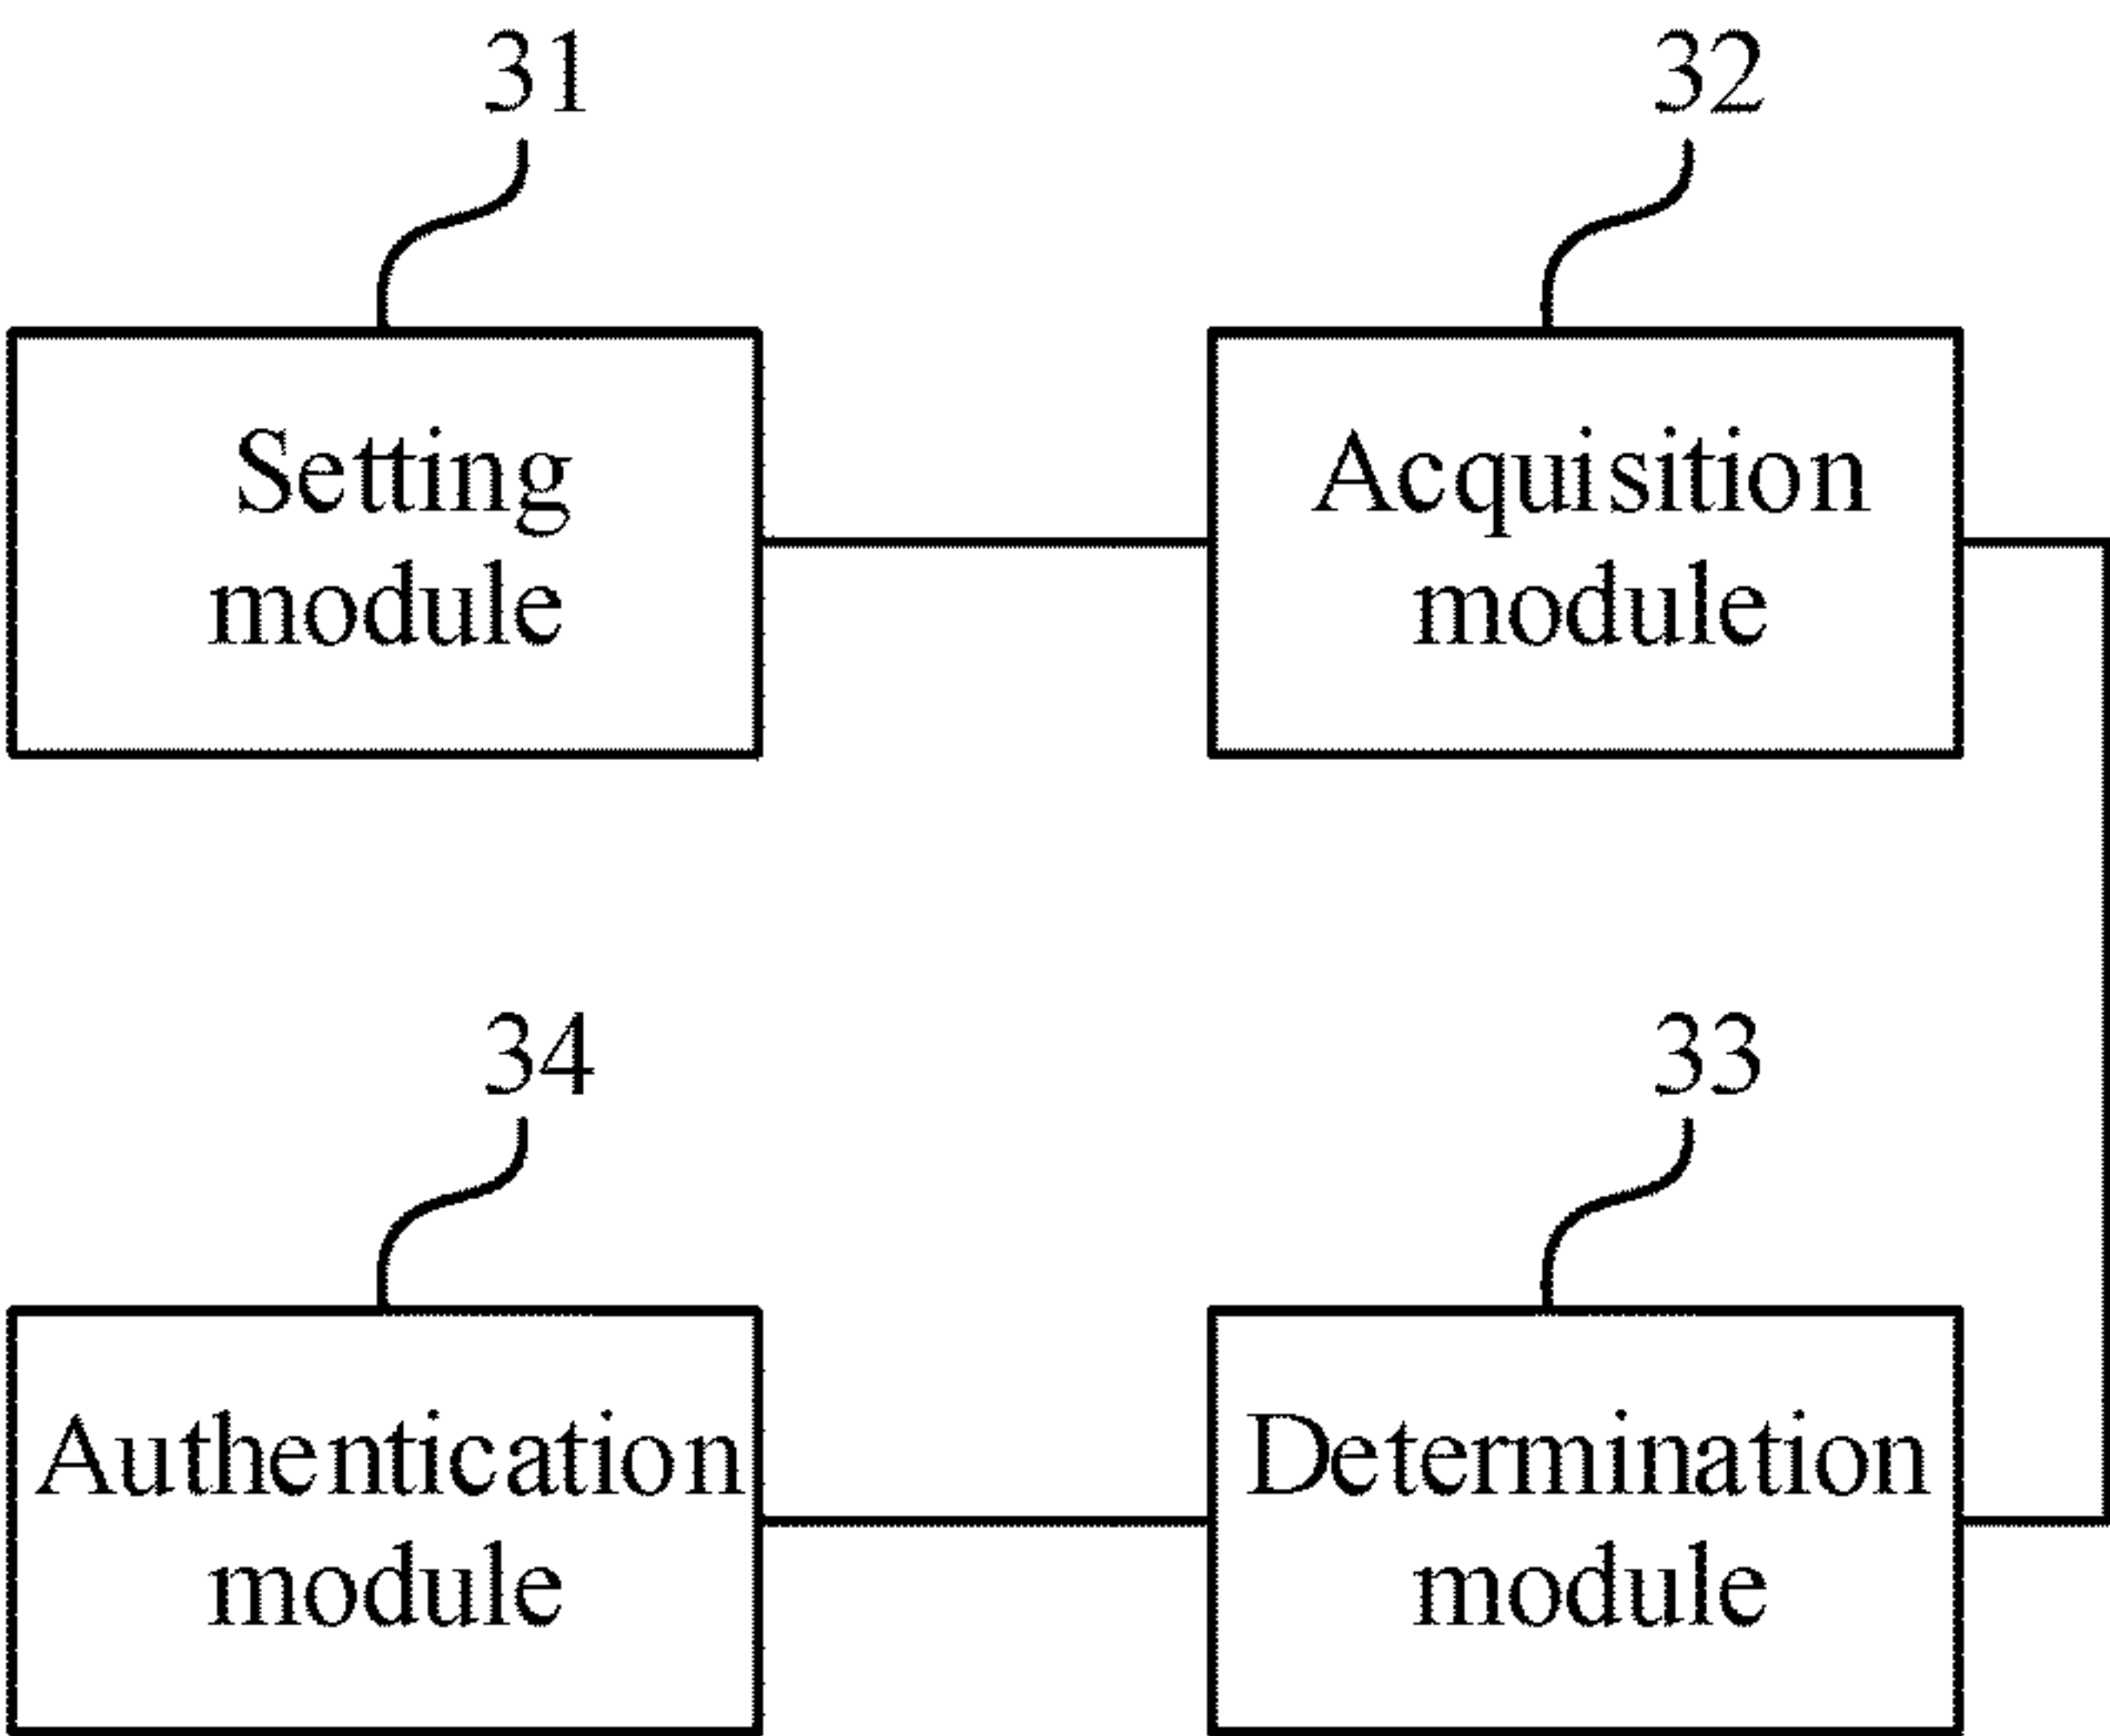 31
32
Setting
module
Acquisition
module
34
33
Authentication
module
Determination
module